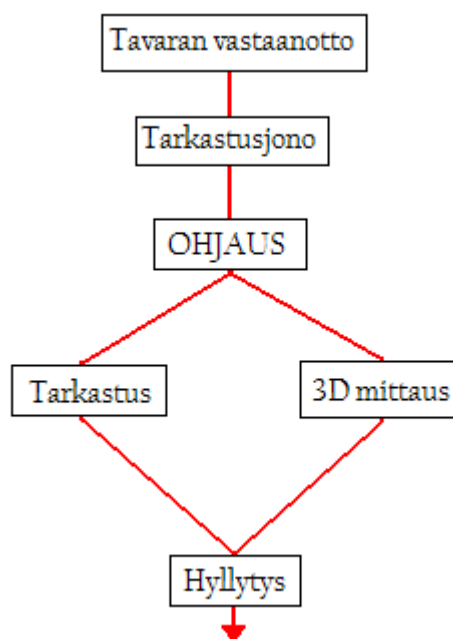 Tavaran vastaanotto
Tarkastusjono
OHJAUS
Tarkastus
3D mittaus
Hyllytys